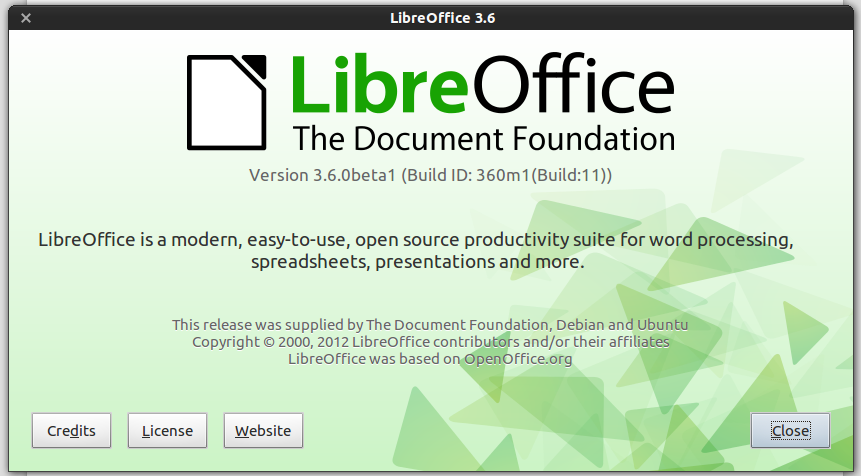 LibreOffice 3.6
LibreOffice
The Document Foundation
Version 3.6.0beta1 (Build ID: 360m1(Build:11))
LibreOffice is a modern, easy-to-use, open source productivity suite for word processing,
spreadsheets, presentations and more.
This release was supplied by The Document Foundation, Debian and Ubuntu
Copyright © 2000, 2012 LibreOffice contributors and/or their affiliates
LibreOffice was based on OpenOffice.org
Credits License Website Close